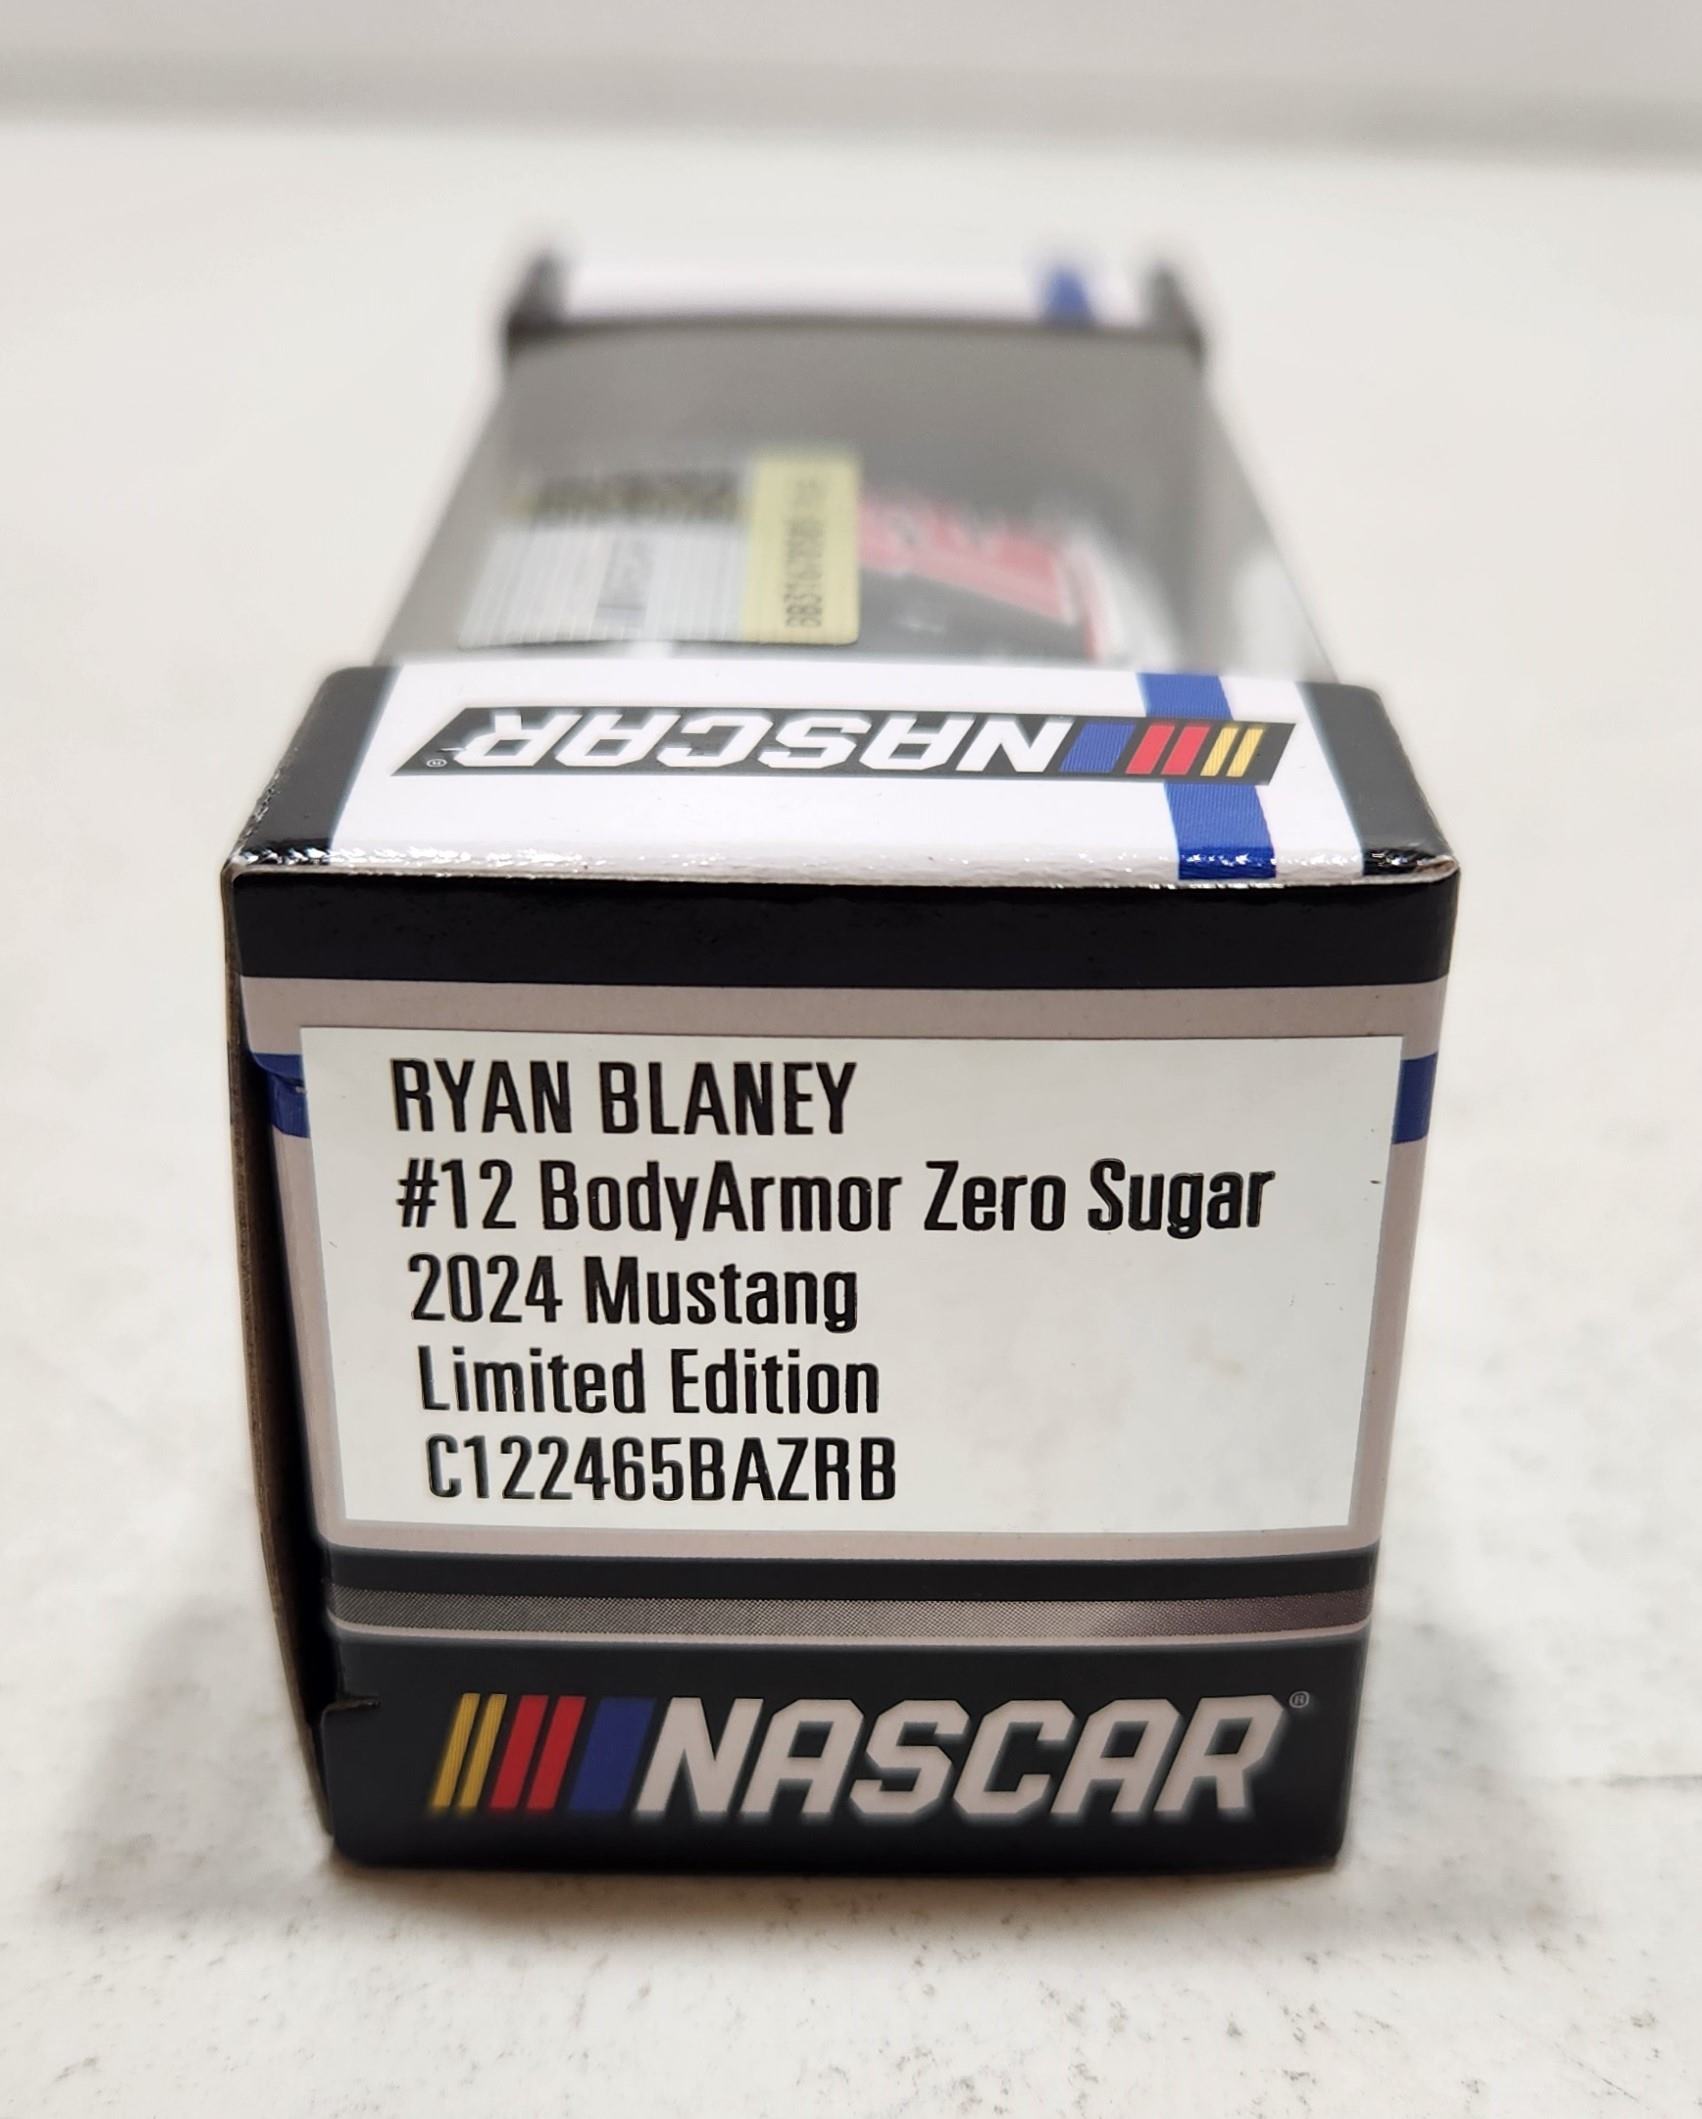 NASCAR®
RYAN BLANEY
#12 BodyArmor Zero Sugar
2024 Mustang
Limited Edition
C122465BAZRB
NASCAR®